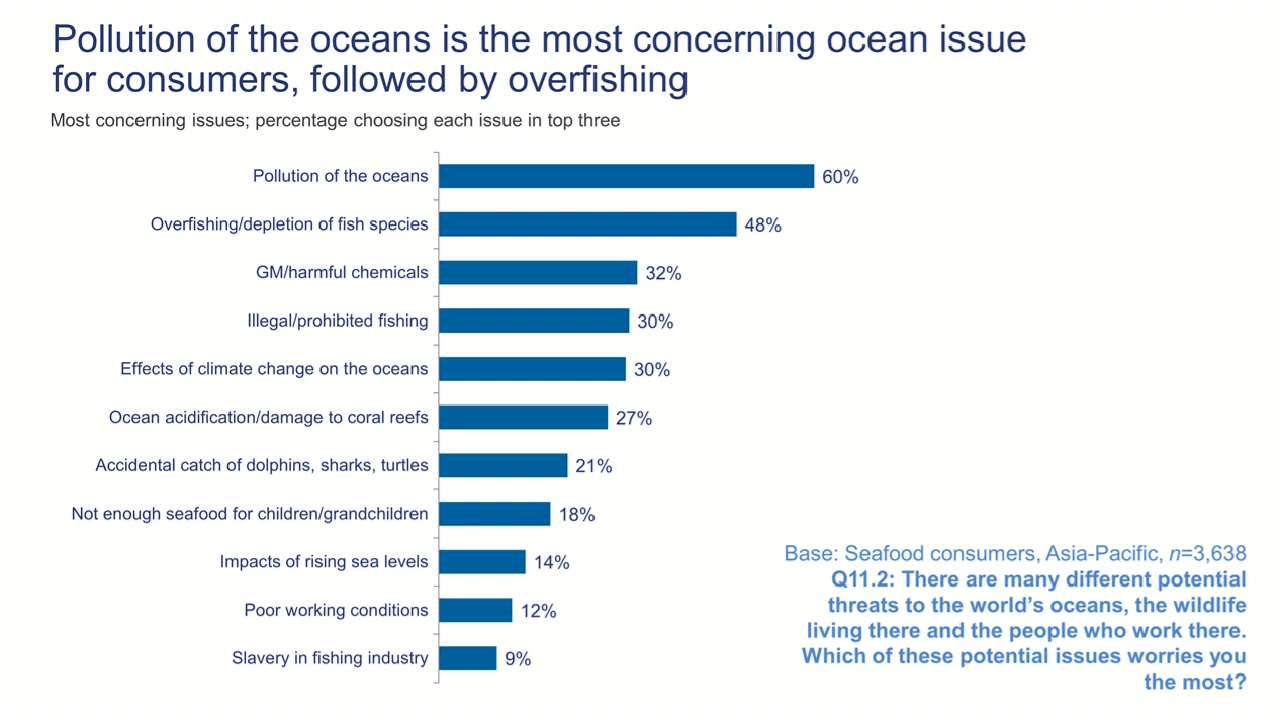 Pollution of the oceans is the most concerning ocean issue
for consumers, followed by overfishing
Most concerning issues; percentage choosing each issue in top three
Pollution of the oceans 60%
Overfishing/depletion of fish species 48%
GM/harmful chemicals 32%
Illegal/prohibited fishing 30%
Effects of climate change on the oceans 30%
Ocean acidification/damage to coral reefs 27%
Accidental catch of dolphins, sharks, turtles 21%
Not enough seafood for children/grandchildren 18%
Impacts of rising sea levels 14%
Poor working conditions 12%
Slavery in fishing industry 9%
Base: Seafood consumers, Asia-Pacific, n=3,638
Q11.2: There are many different potential
threats to the world's oceans, the wildlife
living there and the people who work there.
Which of these potential issues worries you
the most?